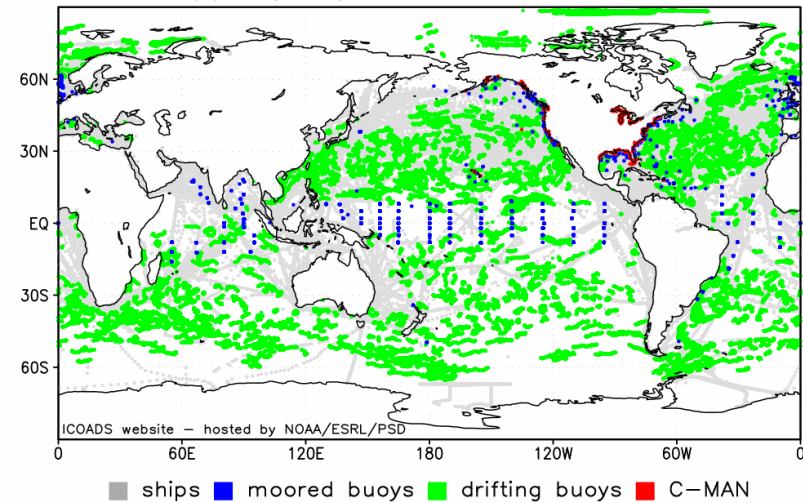 60N
30N
EQ
30S
60S
ICOADS website – hosted by NOAA/ESRL/PSD
0 60E 120E 180 120W 60W 0
ships moored buoys drifting buoys C–MAN